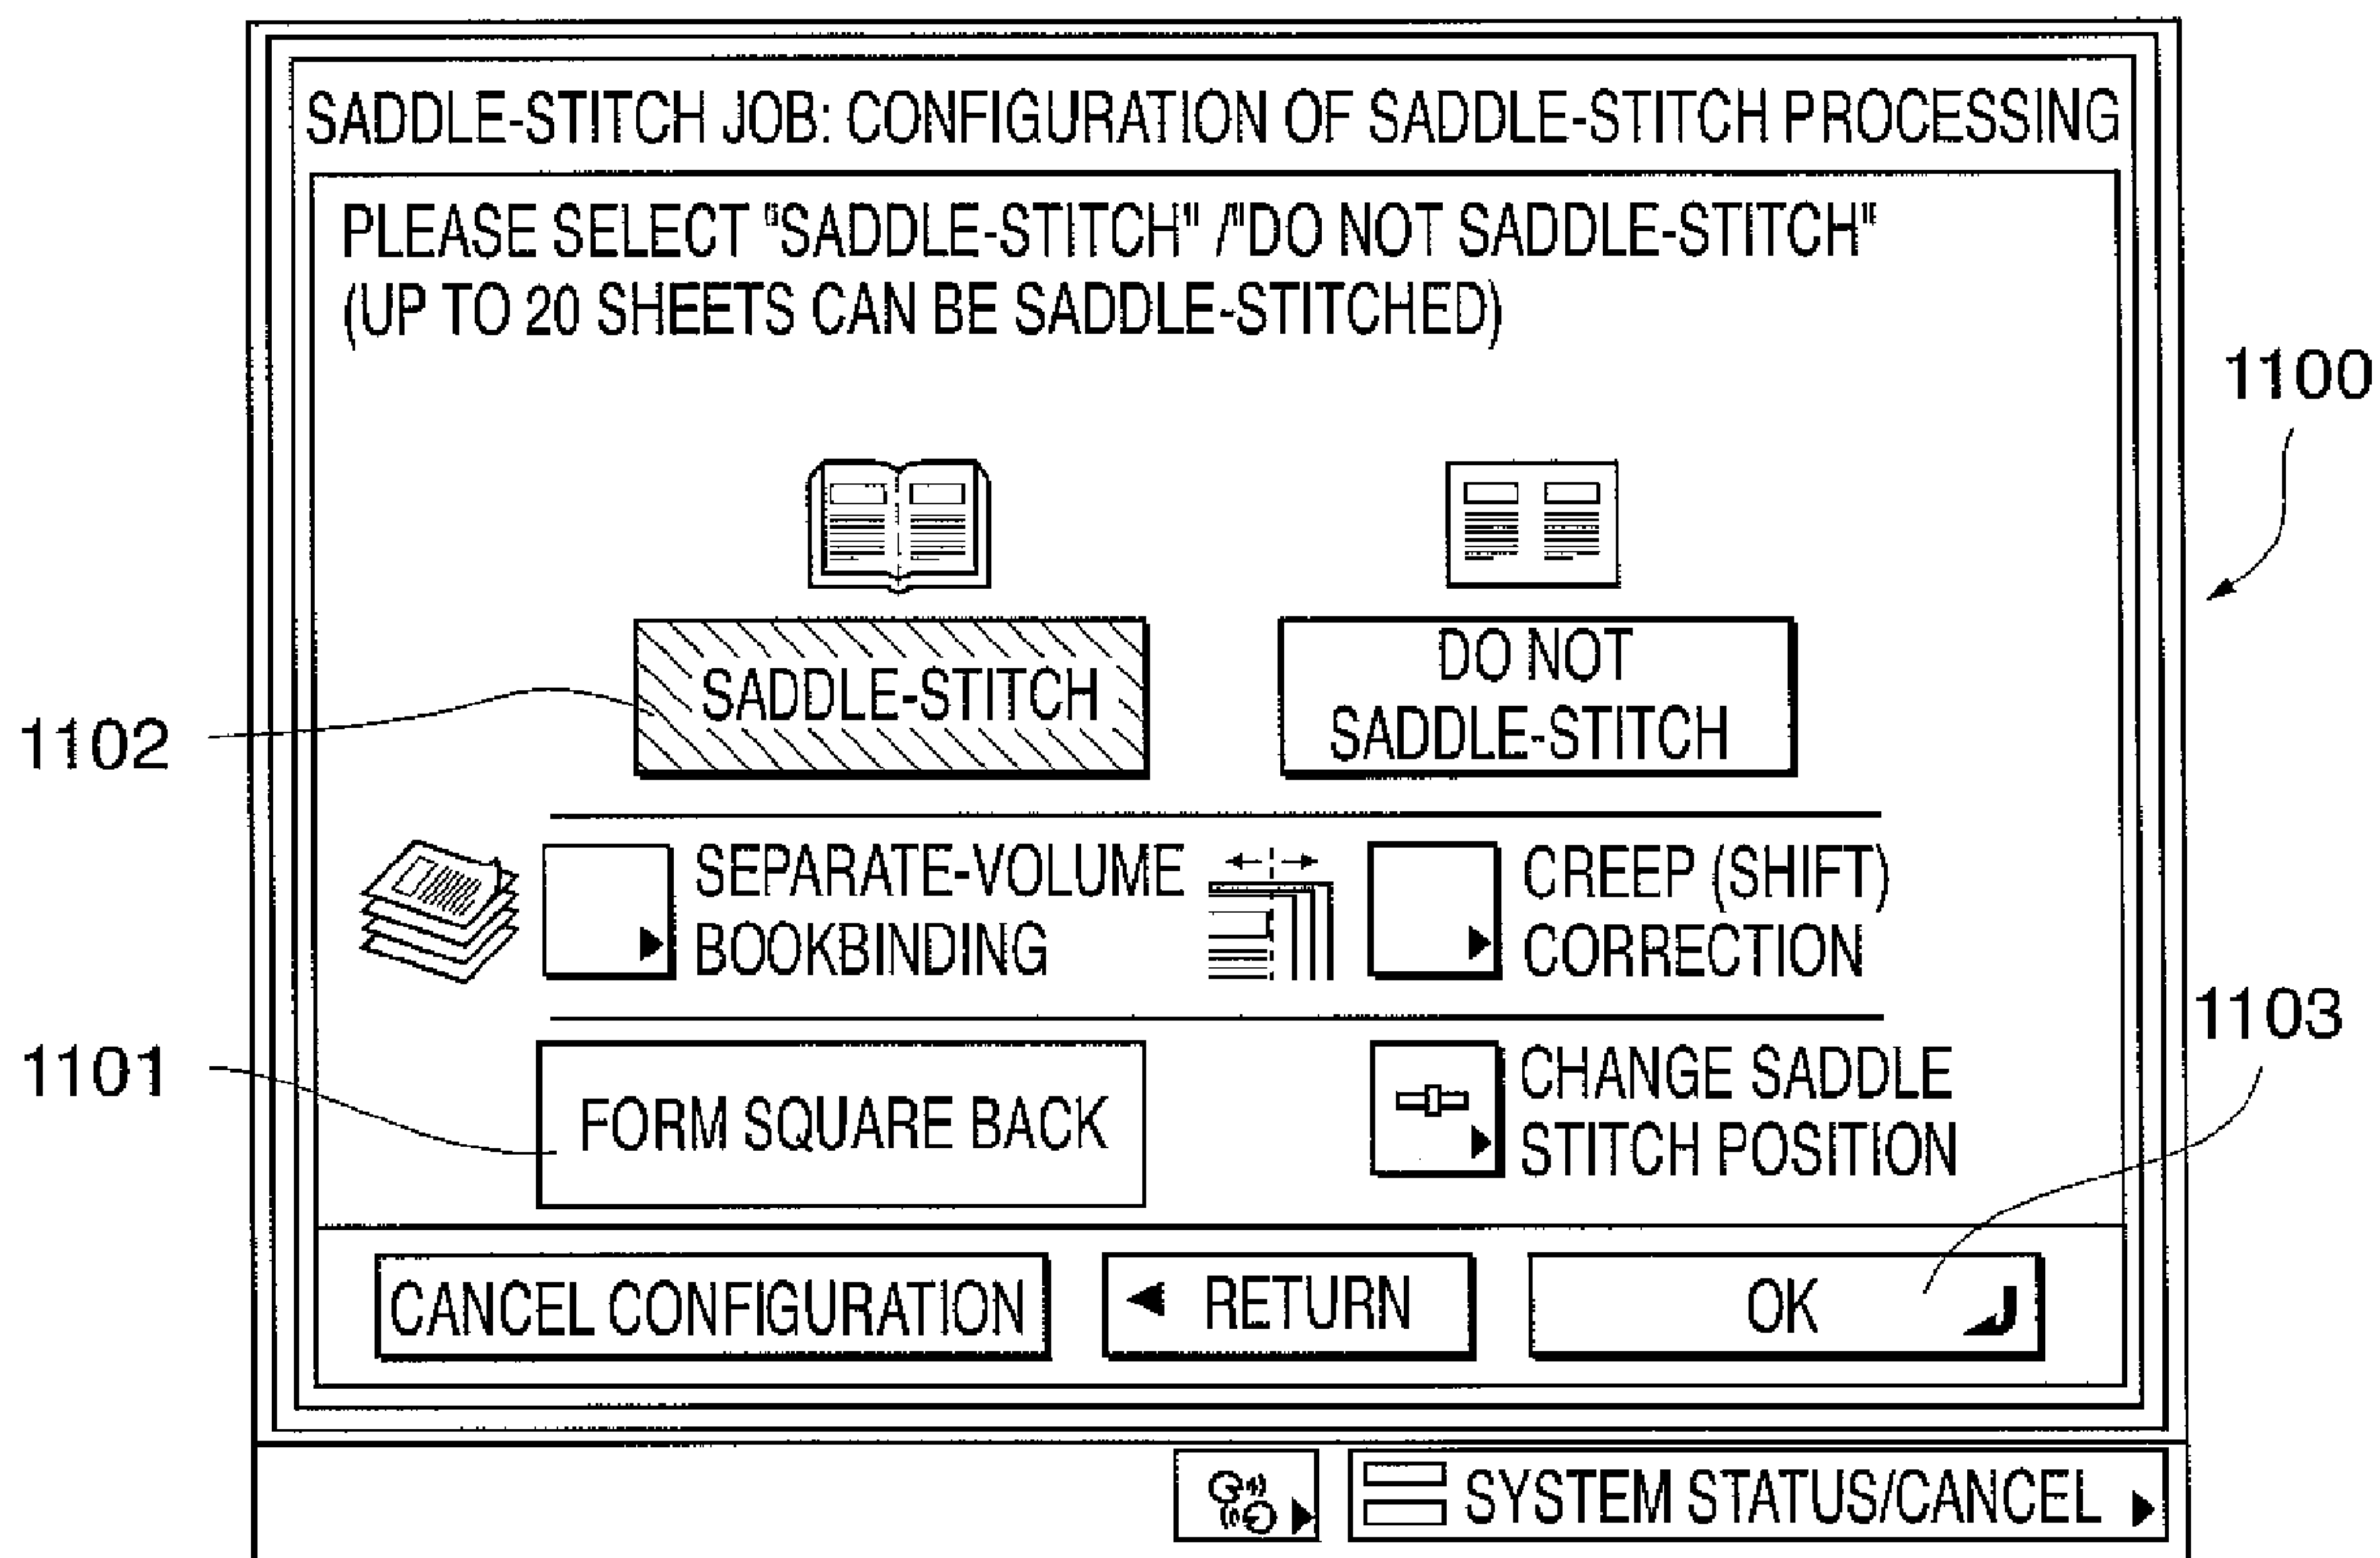 SADDLE-STITCH JOB: CONFIGURATION OF SADDLE-STITCH PROCESSING
PLEASE SELECT "SADDLE-STITCH" /"DO NOT SADDLE-STITCH"
(UP TO 20 SHEETS CAN BE SADDLE-STITCHED)
1100
SADDLE-STITCH
DO NOT
SADDLE-STITCH
1102
SEPARATE-VOLUME
BOOKBINDING
CREEP (SHIFT)
CORRECTION
1103
1101
FORM SQUARE BACK
CHANGE SADDLE
STITCH POSITION
CANCEL CONFIGURATION
RETURN
OK
SYSTEM STATUS/CANCEL